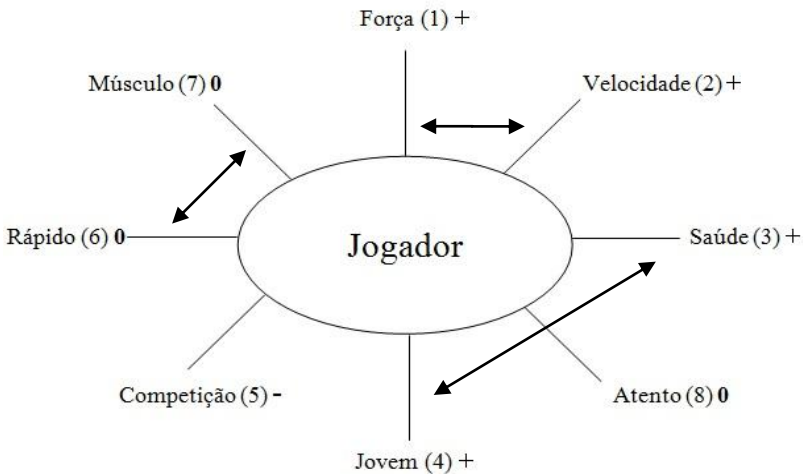 Força (1) +
Músculo (7) 0
Velocidade (2) +
Rápido (6) 0
Jogador
Saúde (3) +
Competição (5) -
Atento (8) 0
Jovem (4) +